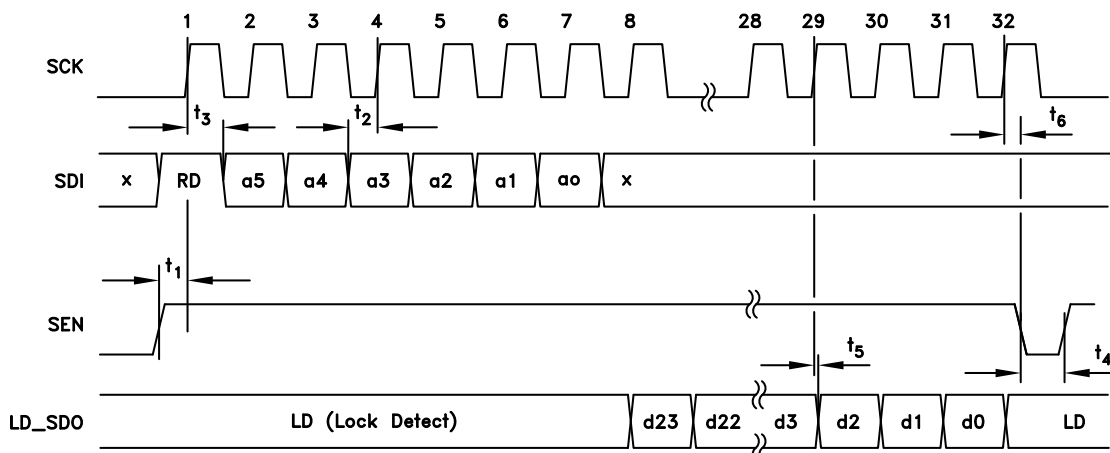 1 2 3 4 5 6 7 8 28 29 30 31 32
SCK
t3 t2 t6
SDI x RD a5 a4 a3 a2 a1 ao x
t1
SEN
t5 t4
LD_SDO LD (Lock Detect) d23 d22 d3 d2 d1 d0 LD